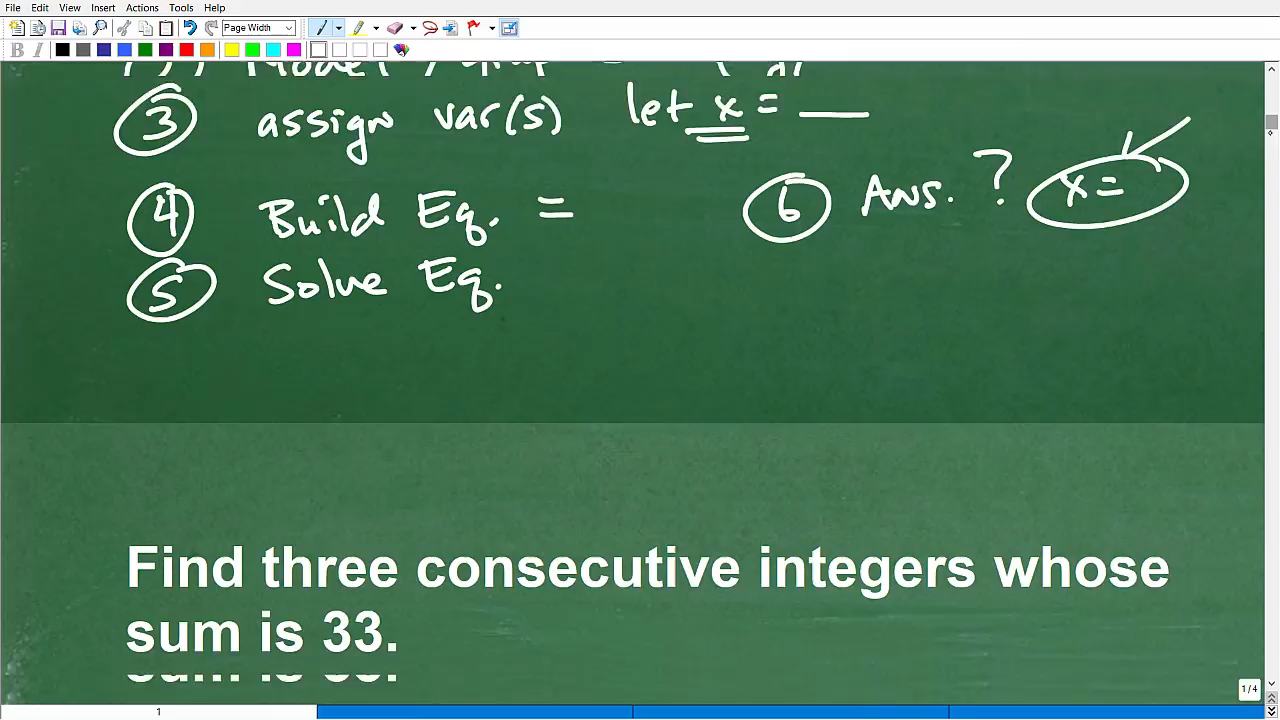 File Edit View Insert Actions Tools Help
Page Width
B I
Model /
3 assign var(s) let x = ___
4 Build Eq. =
6 Ans. ? x =
5 Solve Eq.
Find three consecutive integers whose
sum is 33.
1/4
1